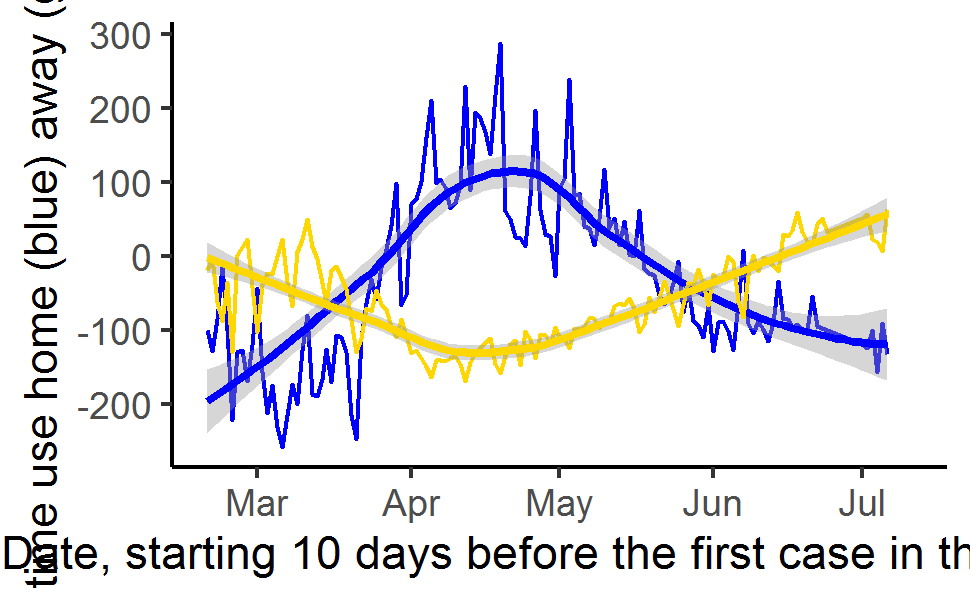 time use home (blue) away (g
300
200
100
0
-100
-200
Mar Apr May Jun Jul
Date, starting 10 days before the first case in th